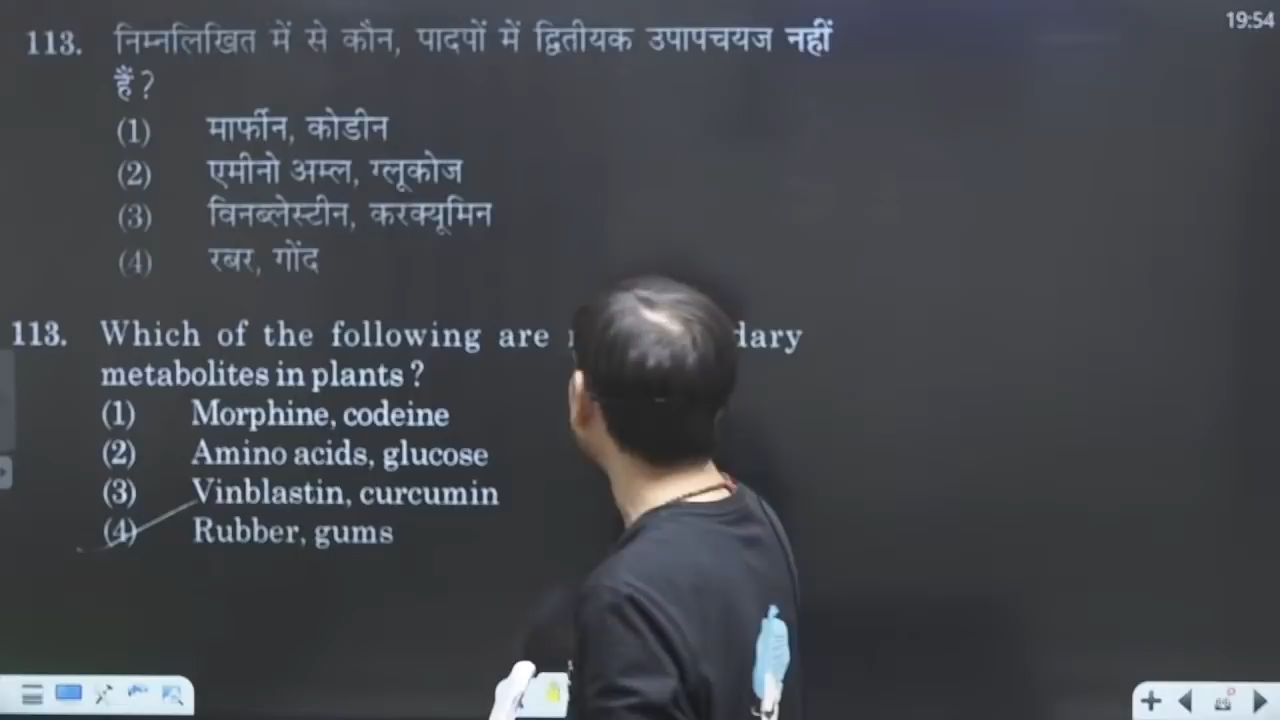 19:54
113. निम्नलिखित में से कौन, पादपों में द्वितीयक उपापचयज नहीं
हैं ?
(1) मार्फीन, कोडीन
(2) एमीनो अम्ल, ग्लूकोज
(3) विनब्लेस्टीन, करक्यूमिन
(4) रबर, गोंद
113. Which of the following are
metabolites in plants ?
(1) Morphine, codeine
(2) Amino acids, glucose
(3) Vinblastin, curcumin
(4) Rubber, gums